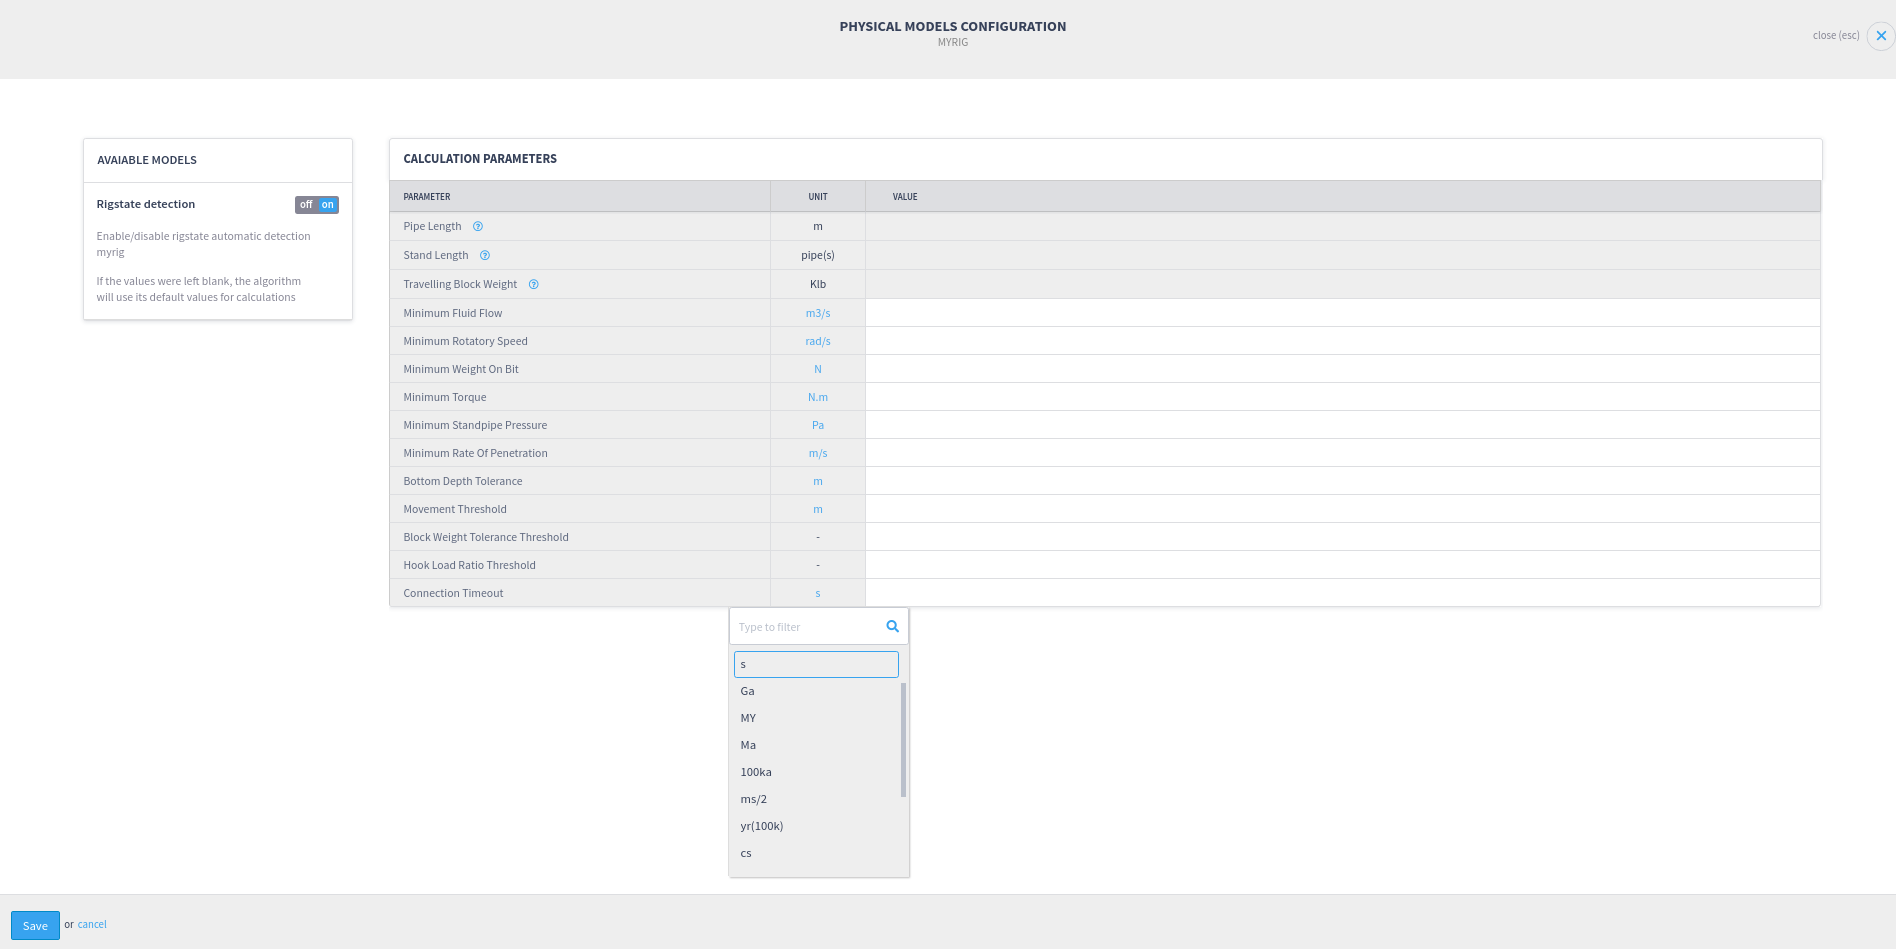 PHYSICAL MODELS CONFIGURATION
MYRIG
close (esc)
AVAIABLE MODELS
Rigstate detection
off on
Enable/disable rigstate automatic detection
myrig
If the values were left blank, the algorithm
will use its default values for calculations
CALCULATION PARAMETERS
PARAMETER UNIT VALUE
Pipe Length ? m
Stand Length ? pipe(s)
Travelling Block Weight ? Klb
Minimum Fluid Flow m3/s
Minimum Rotatory Speed rad/s
Minimum Weight On Bit N
Minimum Torque N.m
Minimum Standpipe Pressure Pa
Minimum Rate Of Penetration m/s
Bottom Depth Tolerance m
Movement Threshold m
Block Weight Tolerance Threshold -
Hook Load Ratio Threshold -
Connection Timeout s
Type to filter
s
Ga
MY
Ma
100ka
ms/2
yr(100k)
cs
Save or cancel